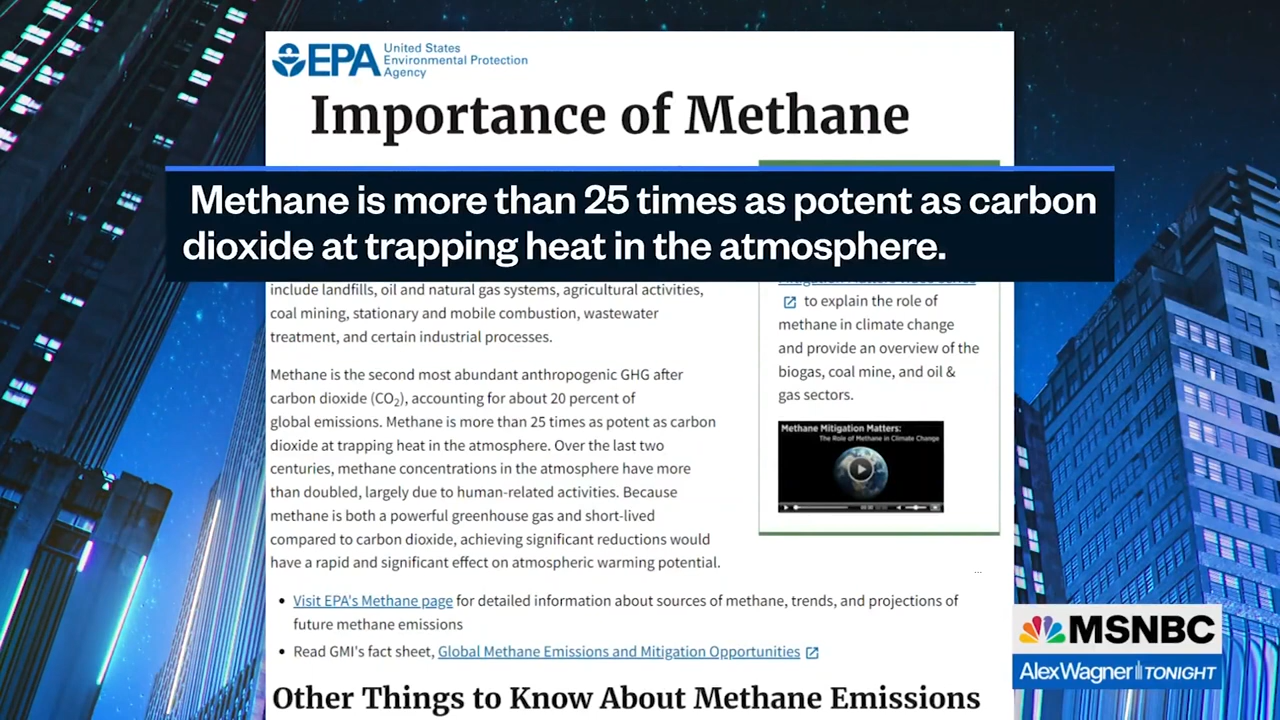 EPA
United States
Environmental Protection
Agency
Importance of Methane
Methane is more than 25 times as potent as carbon
dioxide at trapping heat in the atmosphere.
include landfills, oil and natural gas systems, agricultural activities,
coal mining, stationary and mobile combustion, wastewater
treatment, and certain industrial processes.
Methane is the second most abundant anthropogenic GHG after
carbon dioxide (CO₂), accounting for about 20 percent of
global emissions. Methane is more than 25 times as potent as carbon
dioxide at trapping heat in the atmosphere. Over the last two
centuries, methane concentrations in the atmosphere have more
than doubled, largely due to human-related activities. Because
methane is both a powerful greenhouse gas and short-lived
compared to carbon dioxide, achieving significant reductions would
have a rapid and significant effect on atmospheric warming potential.
to explain the role of
methane in climate change
and provide an overview of the
biogas, coal mine, and oil &
gas sectors.
Methane Mitigation Matters:
The Role of Methane in Climate Change
...
• Visit EPA's Methane page for detailed information about sources of methane, trends, and projections of
future methane emissions
• Read GMI's fact sheet, Global Methane Emissions and Mitigation Opportunities
Other Things to Know About Methane Emissions
MSNBC
AlexWagner TONIGHT